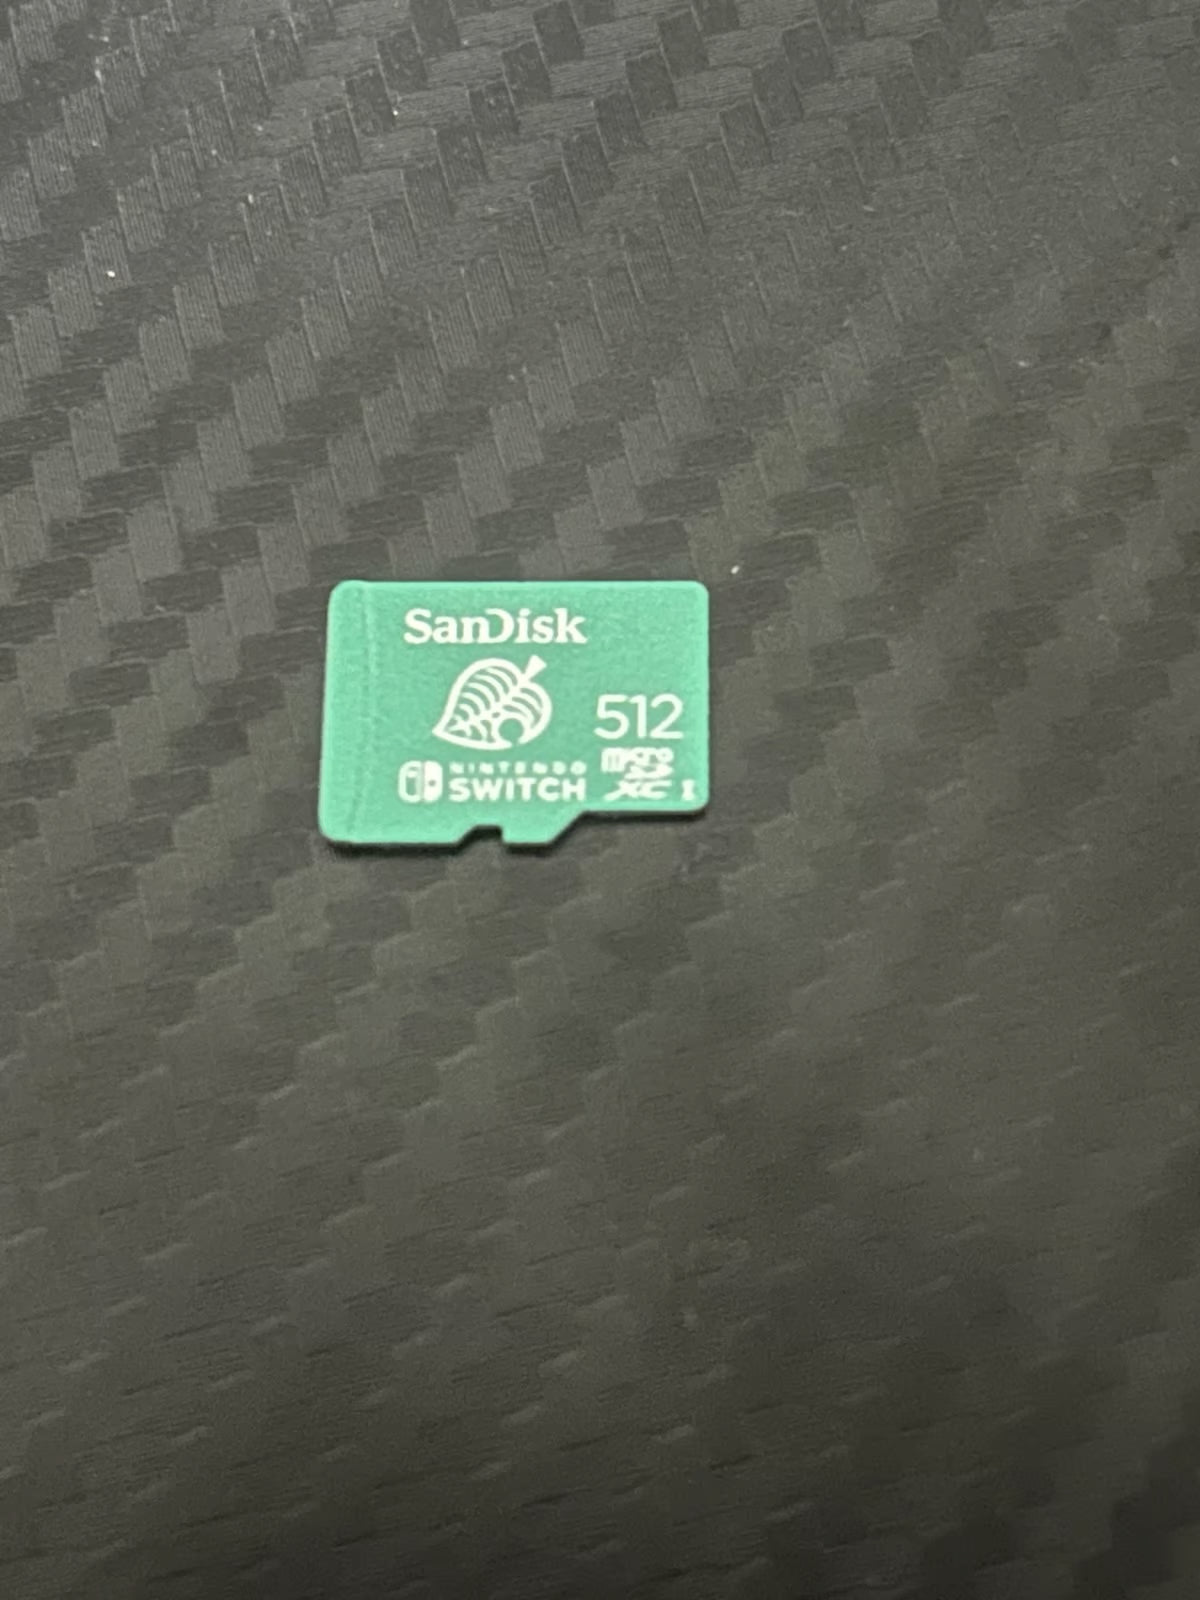 SanDisk
512
NINTENDO
SWITCH
micro
XC I